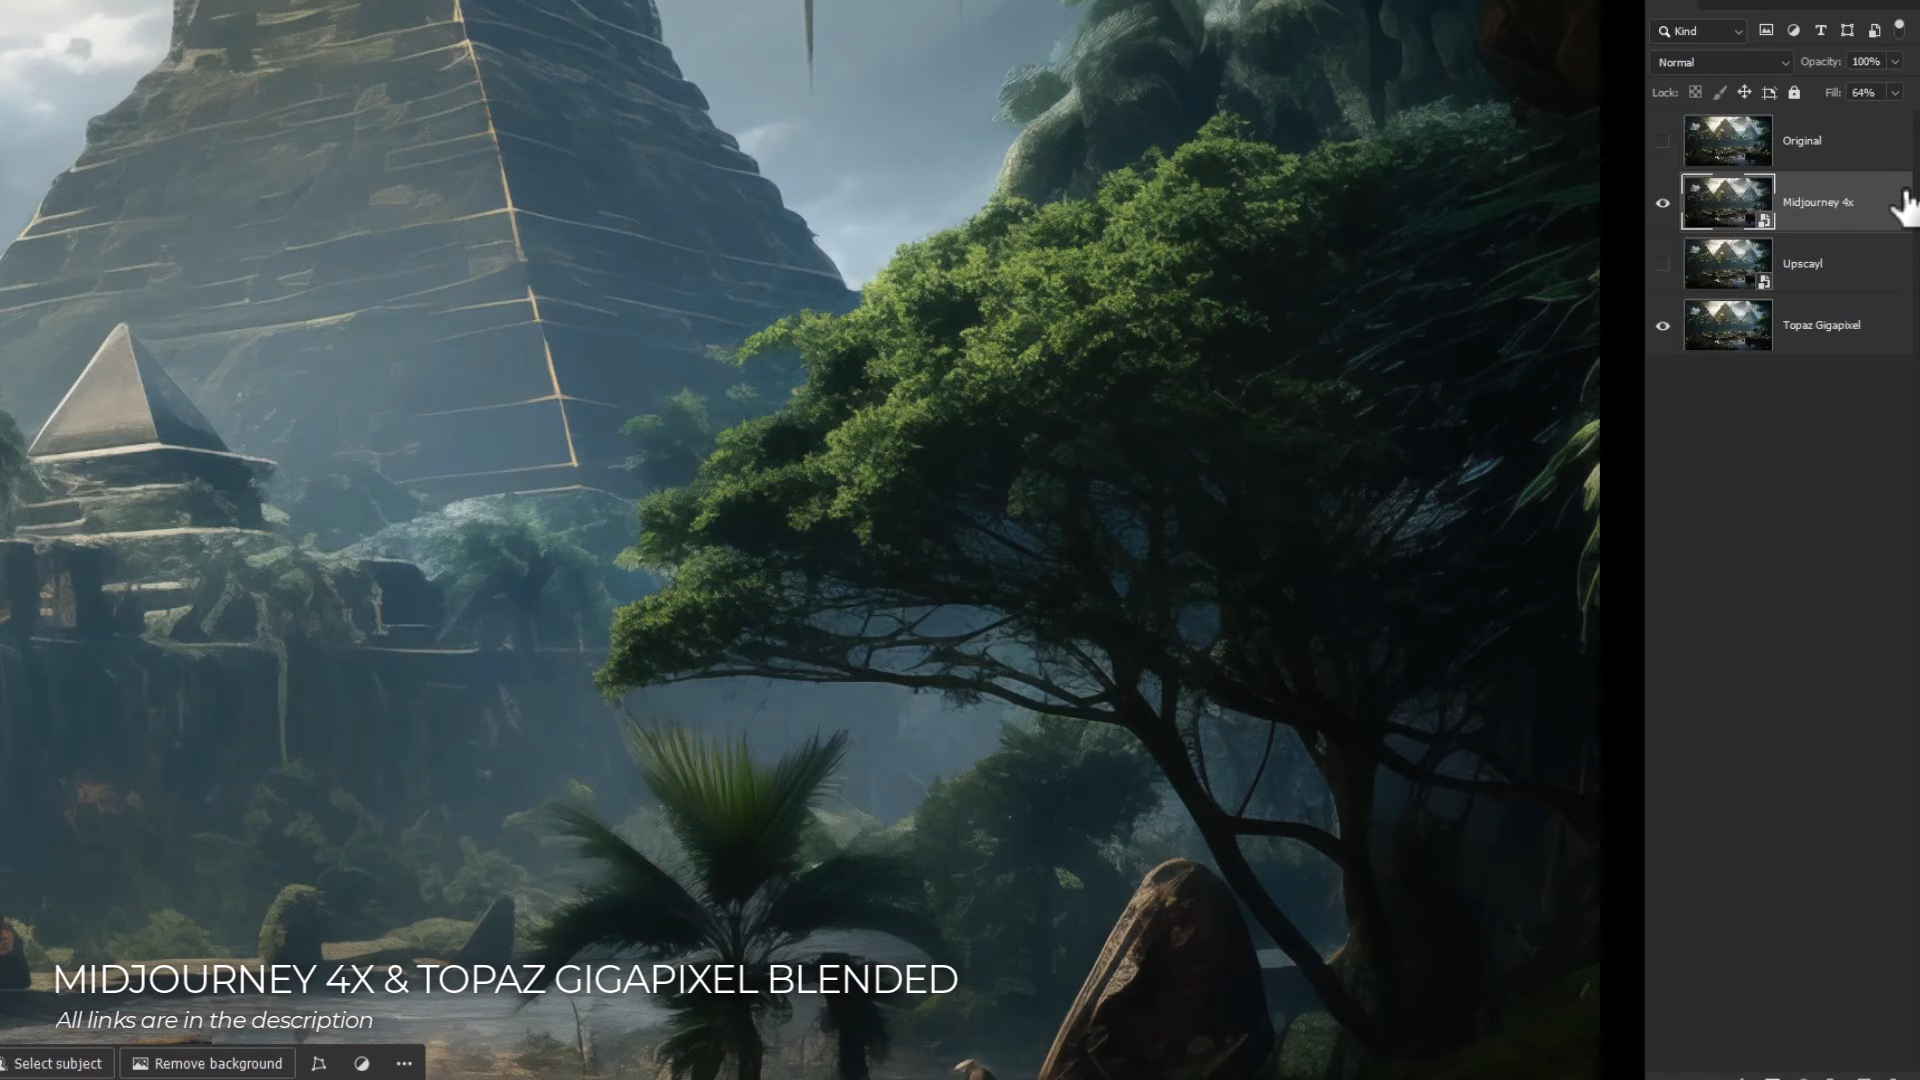 Kind
Normal
Opacity: 100%
Lock:
Fill: 64%
Original
Midjourney 4x
Upscayl
Topaz Gigapixel
MIDJOURNEY 4X & TOPAZ GIGAPIXEL BLENDED
All links are in the description
Select subject
Remove background